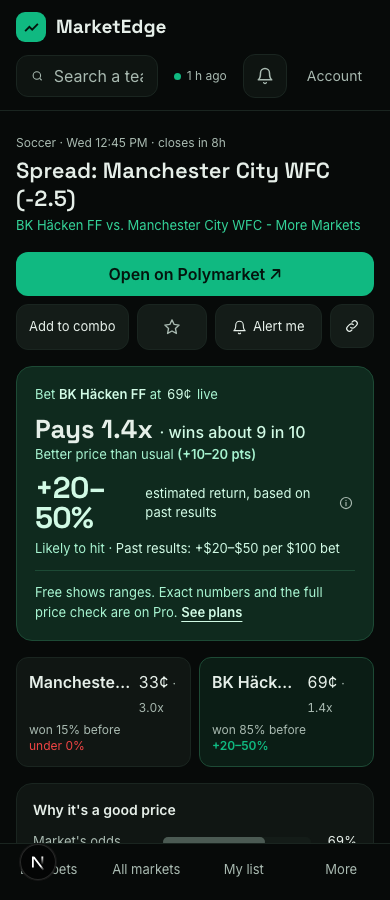 MarketEdge
Search a tea
1 h ago
Account
Soccer · Wed 12:45 PM · closes in 8h
Spread: Manchester City WFC
(-2.5)
BK Häcken FF vs. Manchester City WFC - More Markets
Open on Polymarket ↗
Add to combo
Alert me
Bet BK Häcken FF at 69¢ live
Pays 1.4x · wins about 9 in 10
Better price than usual (+10–20 pts)
+20–
50%
estimated return, based on
past results
Likely to hit · Past results: +$20–$50 per $100 bet
Free shows ranges. Exact numbers and the full
price check are on Pro. See plans
Mancheste... 33¢ ·
3.0x
won 15% before
under 0%
BK Häck... 69¢ ·
1.4x
won 85% before
+20–50%
Why it's a good price
Market's odds 69%
N
bets
All markets
My list
More